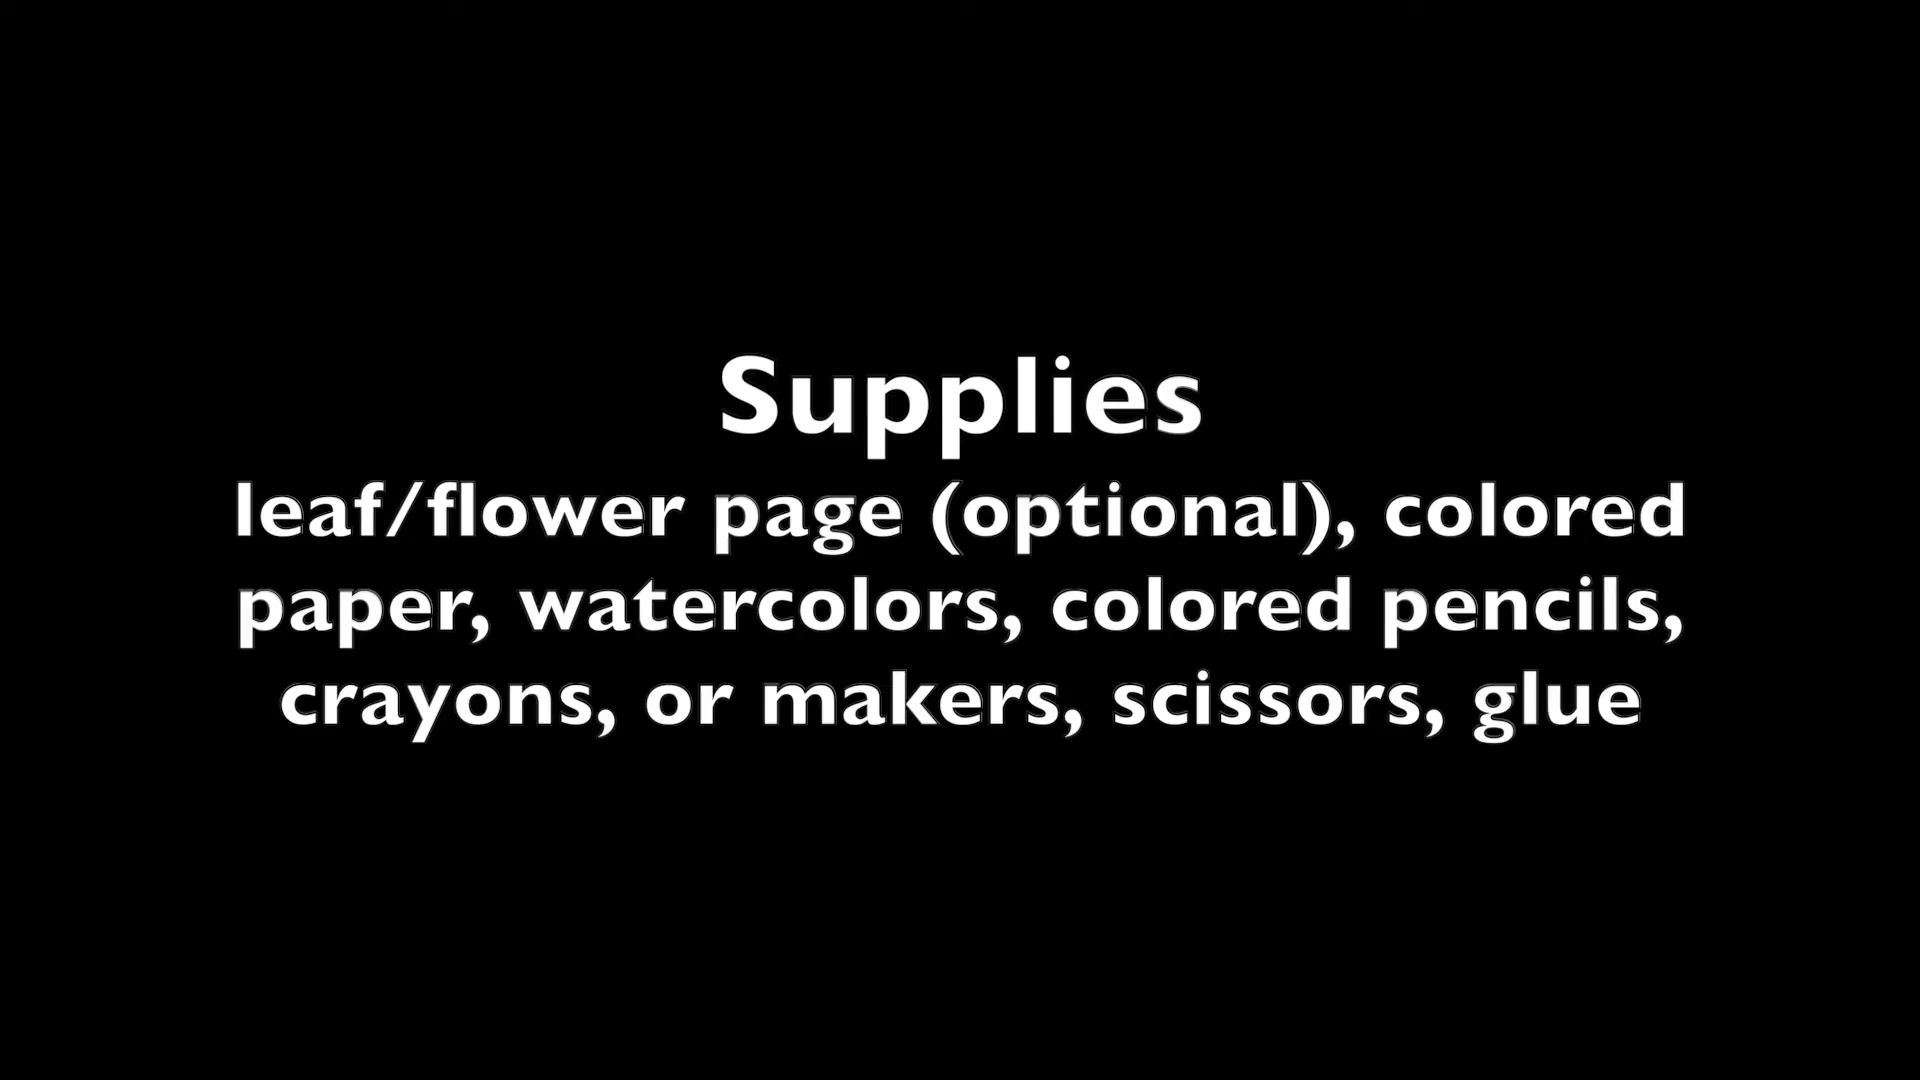 Supplies
leaf/flower page (optional), colored
paper, watercolors, colored pencils,
crayons, or makers, scissors, glue